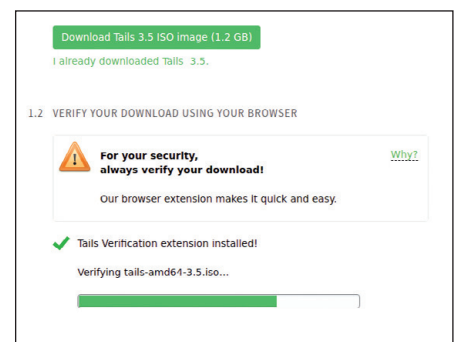 Download Tails 3.5 ISO image (1.2 GB)
I already downloaded Tails 3.5.
1.2 VERIFY YOUR DOWNLOAD USING YOUR BROWSER
For your security,
always verify your download!
Why?
Our browser extension makes it quick and easy.
Tails Verification extension installed!
Verifying tails-amd64-3.5.iso...